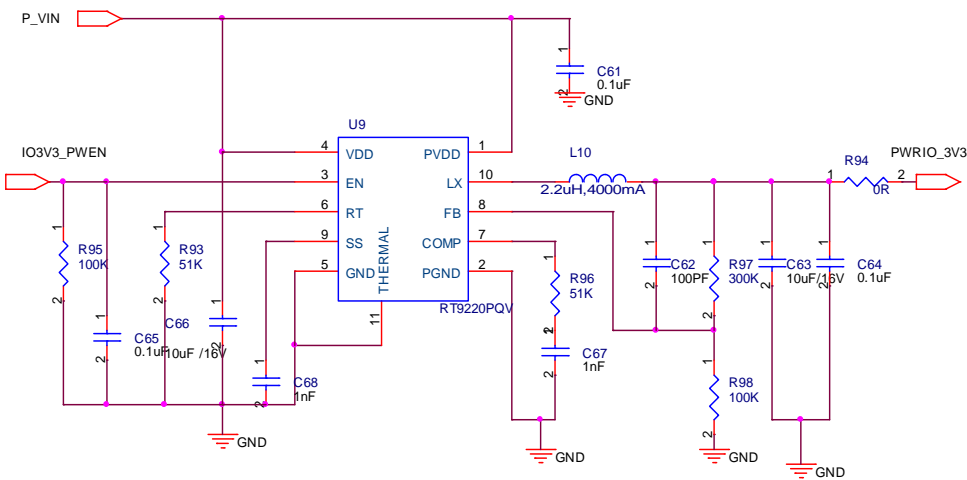 P_VIN
1
C61
0.1uF
2
GND
U9
IO3V3_PWEN
4
VDD
PVDD
1
L10
PWRIO_3V3
3
EN
LX
10
2.2uH,4000mA
1
R94
2
0R
6
RT
FB
8
9
SS
COMP
7
5
GND
PGND
2
THERMAL
11
RT9220PQV
1
R95
100K
2
1
R93
51K
2
1
C65
0.1uF
2
1
C66
10uF /16V
2
1
C68
1nF
2
GND
1
R96
51K
2
1
C67
1nF
2
GND
1
C62
100PF
2
1
R97
300K
2
1
C63
10uF/16V
2
1
C64
0.1uF
2
1
R98
100K
2
GND
GND